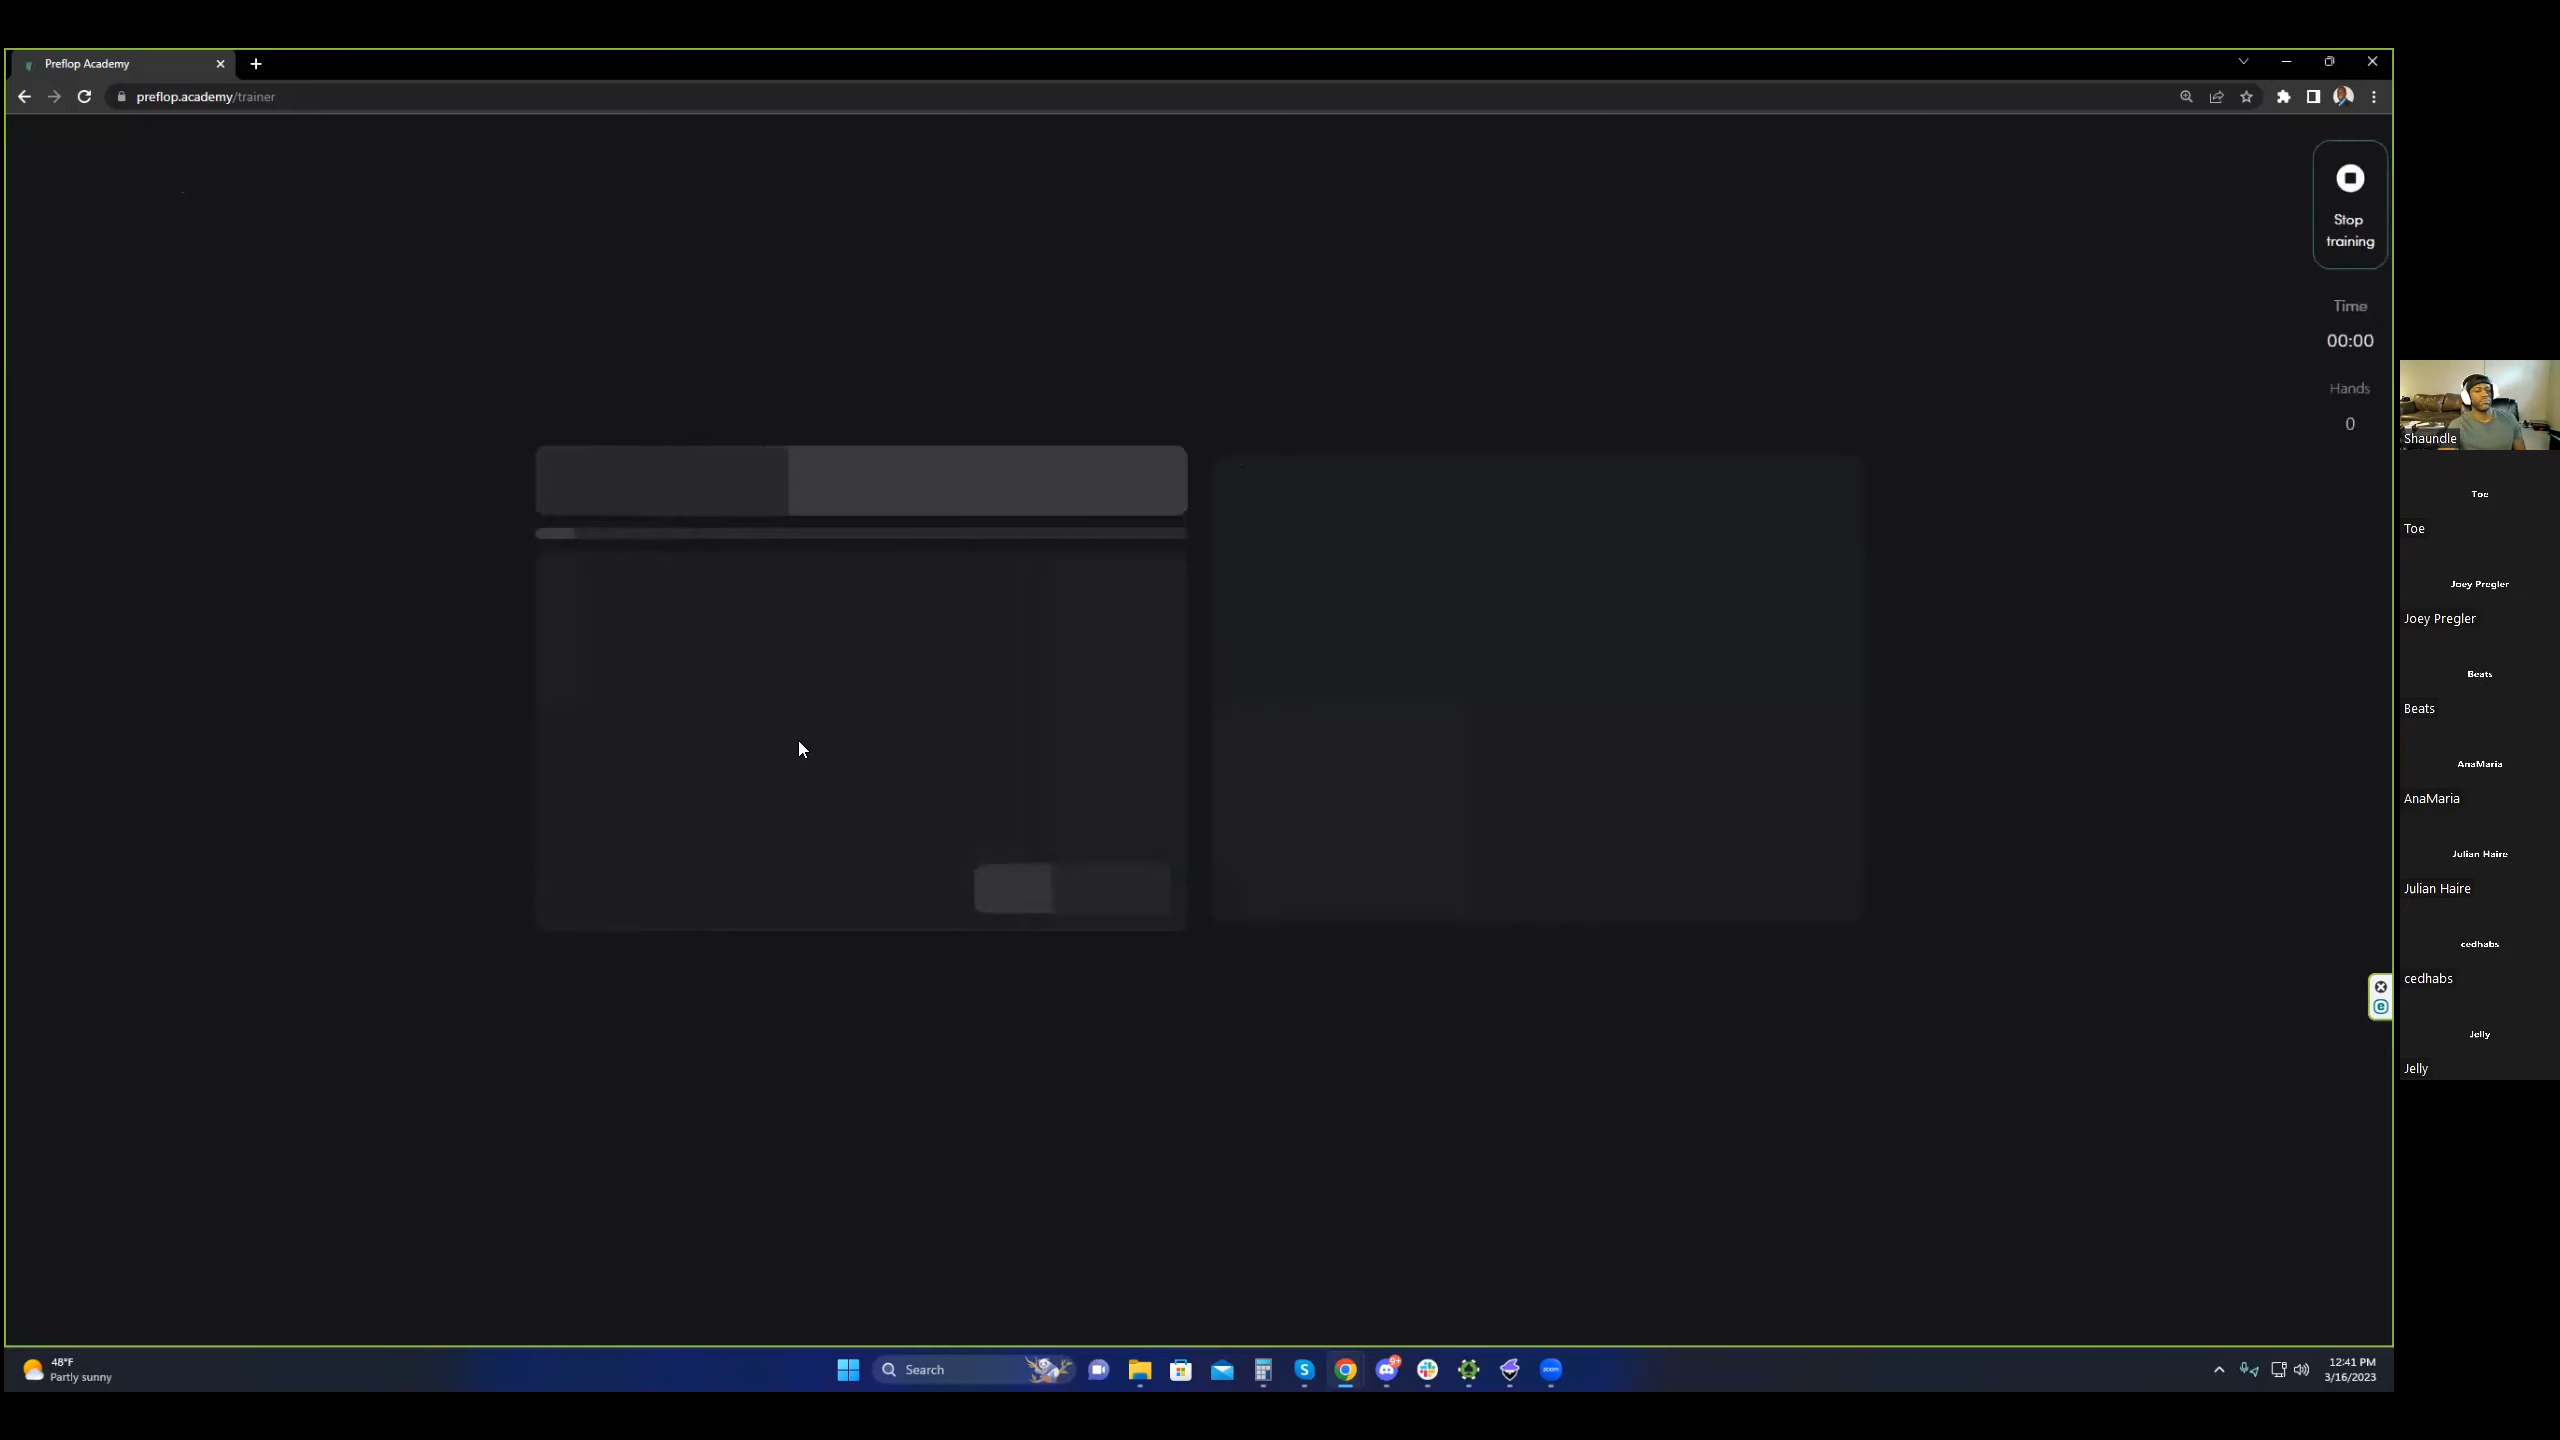 Preflop Academy
preflop.academy/trainer
Stop
training
Time
00:00
Hands
0
Shaundle
Toe
Toe
Joey Pregler
Joey Pregler
Beats
Beats
AnaMaria
AnaMaria
Julian Haire
Julian Haire
cedhabs
cedhabs
Jelly
Jelly
48°F
Partly sunny
Search
9+
zoom
12:41 PM
3/16/2023